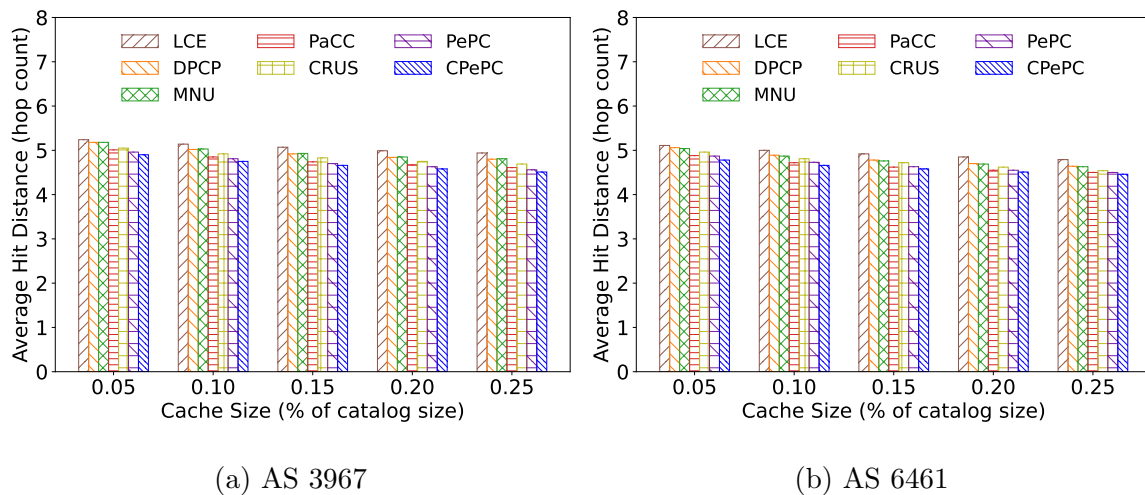 Average Hit Distance (hop count)
8
7
6
5
4
3
2
1
0
LCE
DPCP
MNU
PaCC
CRUS
PePC
CPePC
0.05 0.10 0.15 0.20 0.25
Cache Size (% of catalog size)
(a) AS 3967
Average Hit Distance (hop count)
8
7
6
5
4
3
2
1
0
LCE
DPCP
MNU
PaCC
CRUS
PePC
CPePC
0.05 0.10 0.15 0.20 0.25
Cache Size (% of catalog size)
(b) AS 6461